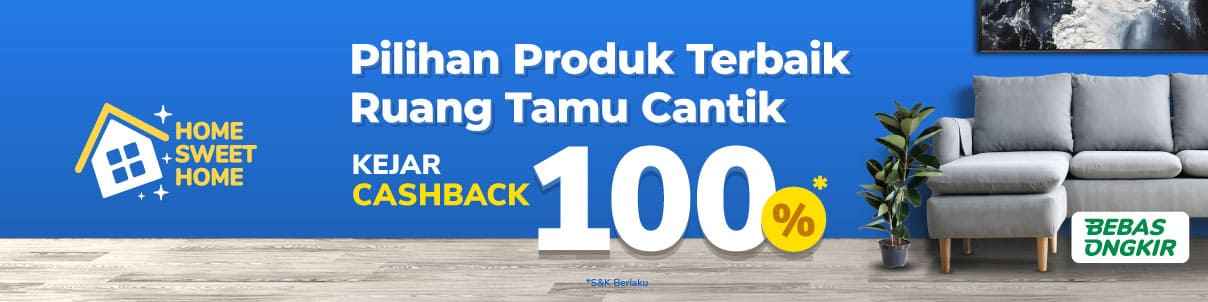 HOME
SWEET
HOME
Pilihan Produk Terbaik
Ruang Tamu Cantik
KEJAR
CASHBACK
100%*
*S&K Berlaku
BEBAS
ONGKIR